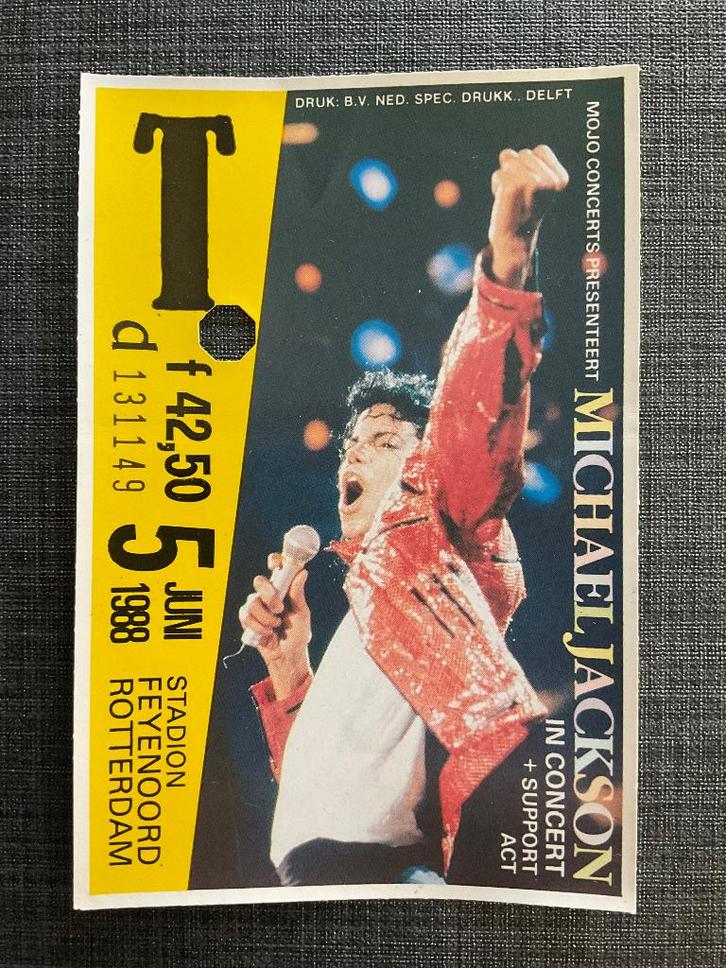 DRUK: B.V. NED. SPEC. DRUKK., DELFT
MOJO CONCERTS PRESENTEERT MICHAEL JACKSON
IN CONCERT
+ SUPPORT
ACT
T.
f 42,50
d 131149
5 JUNI
1988
STADION
FEYENOORD
ROTTERDAM